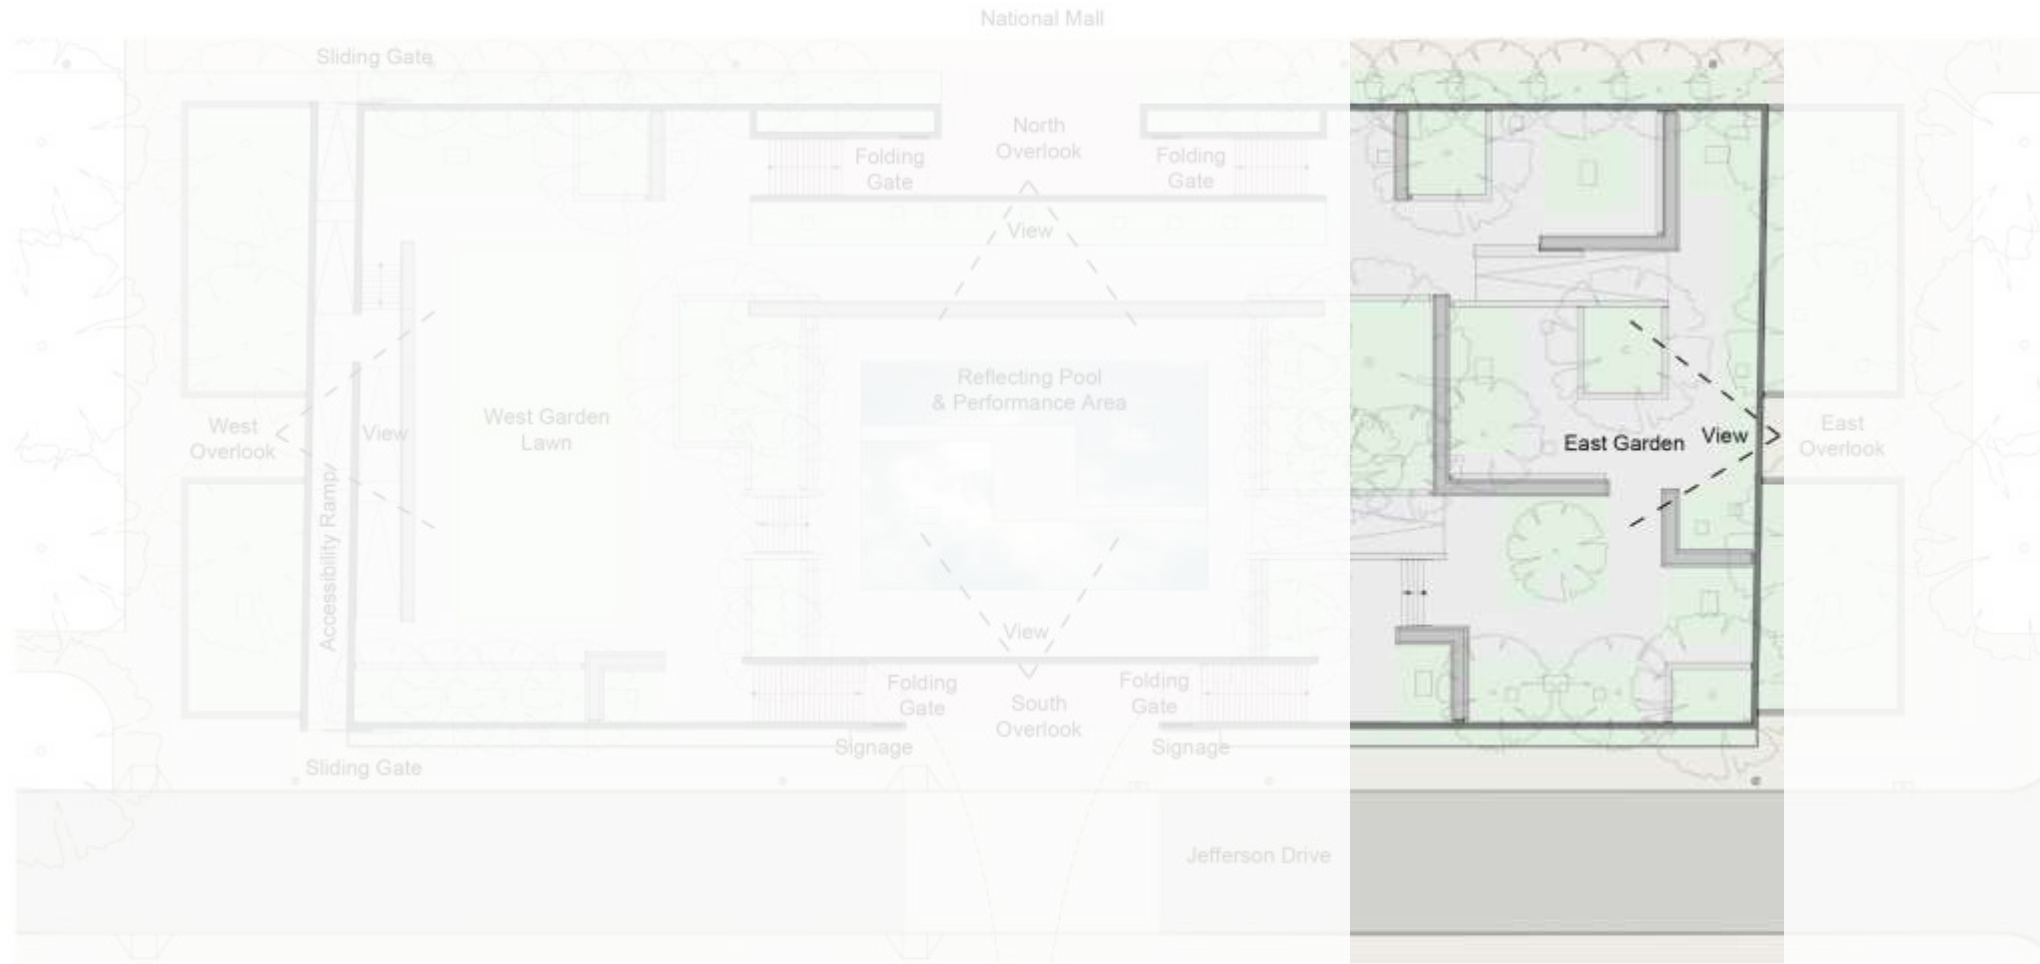 National Mall
Sliding Gate
North
Overlook
Folding
Gate
Folding
Gate
View
Reflecting Pool
& Performance Area
West Garden
Lawn
West
Overlook
View
East Garden
View
East
Overlook
Accessibility Ramp
View
Folding
Gate
South
Overlook
Folding
Gate
Signage
Signage
Sliding Gate
Jefferson Drive